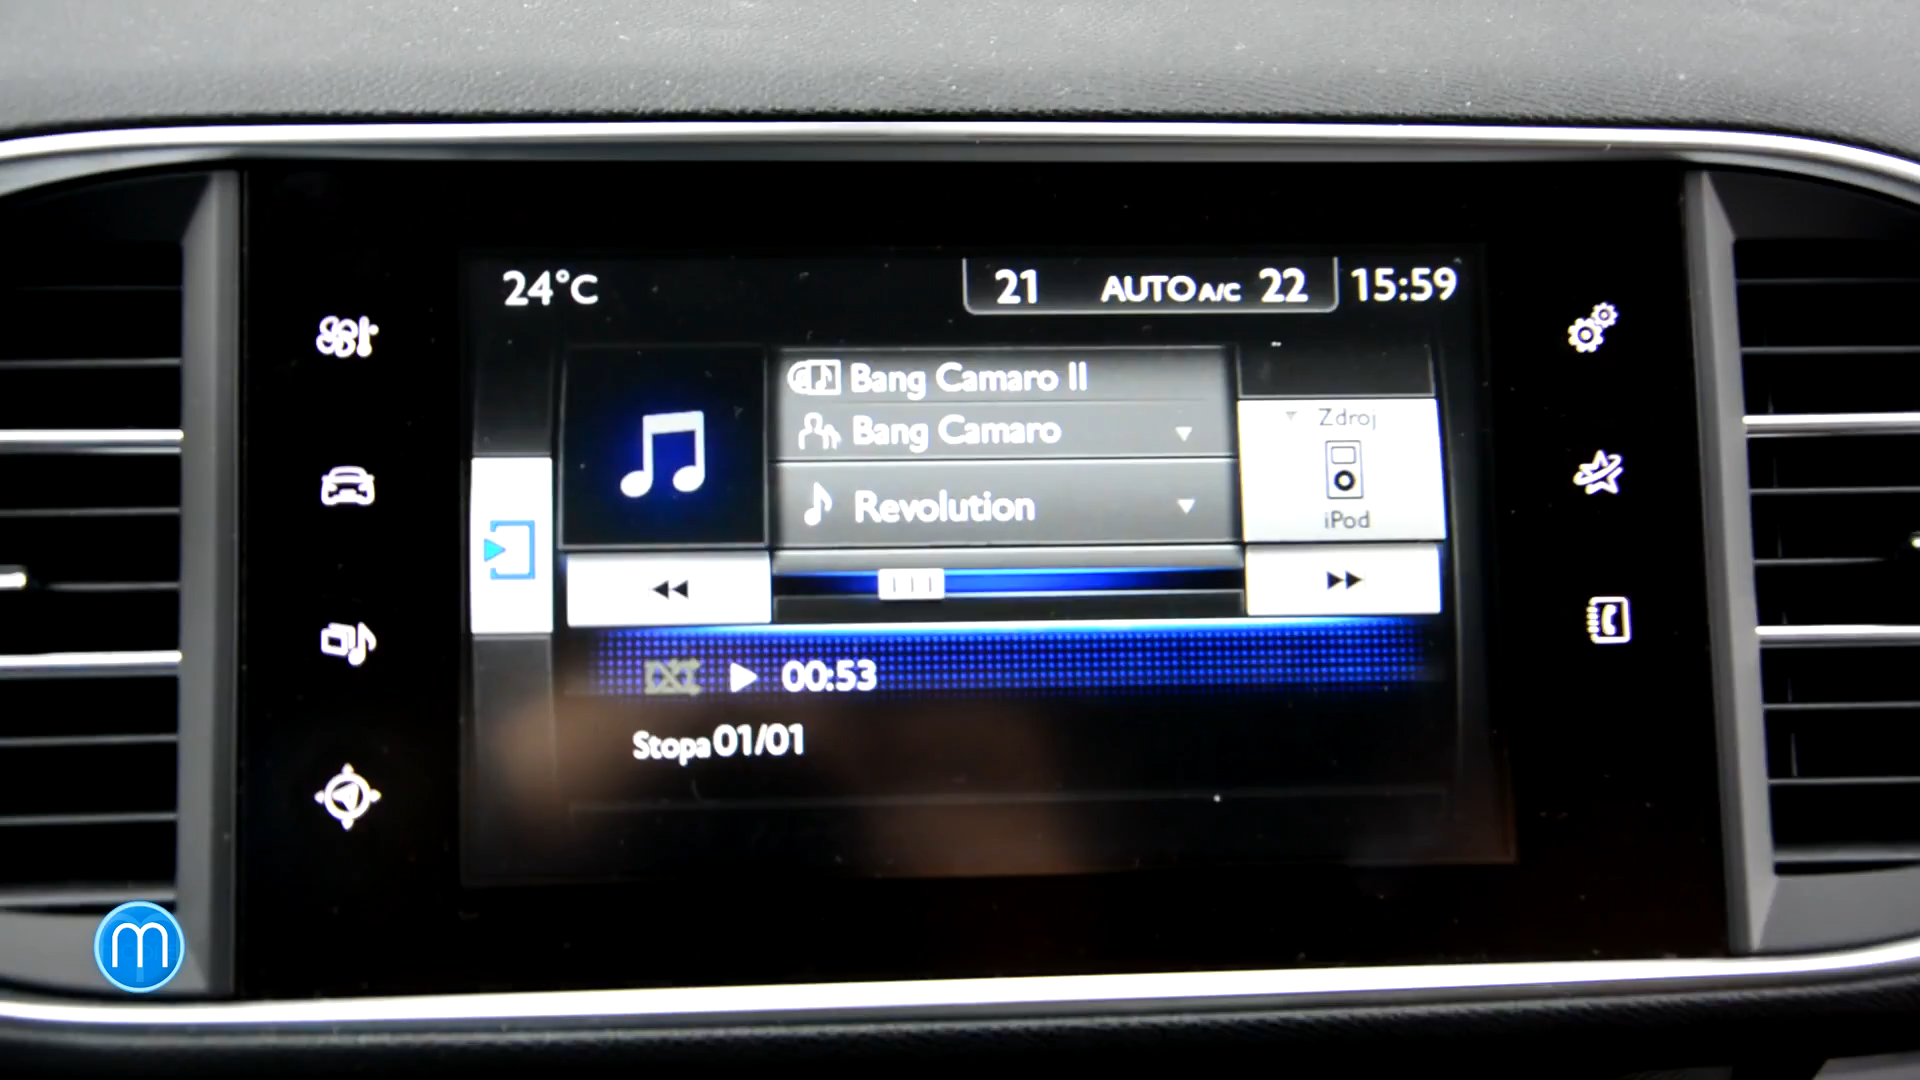 24°C 21 AUTO A/C 22 15:59
Bang Camaro II
Bang Camaro
Revolution
Zdroj
iPod
00:53
Stopa 01/01
m